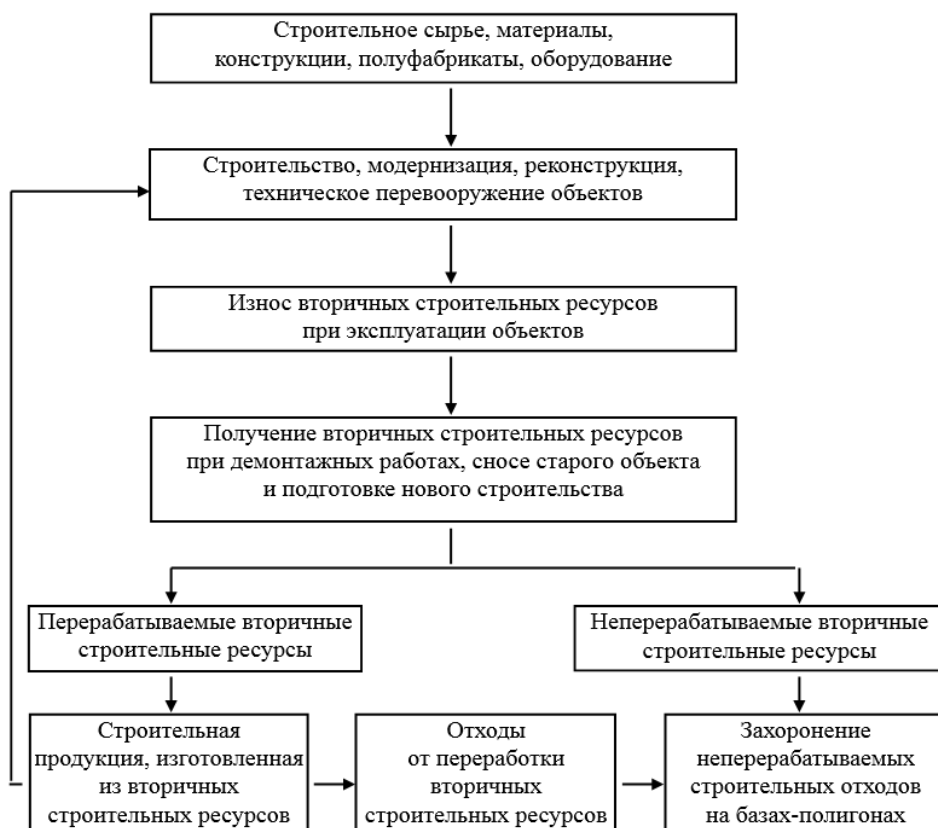 Строительное сырье, материалы,
конструкции, полуфабрикаты, оборудование
Строительство, модернизация, реконструкция,
техническое перевооружение объектов
Износ вторичных строительных ресурсов
при эксплуатации объектов
Получение вторичных строительных ресурсов
при демонтажных работах, сносе старого объекта
и подготовке нового строительства
Перерабатываемые вторичные
строительные ресурсы
Неперерабатываемые вторичные
строительные ресурсы
Строительная
продукция, изготовленная
из вторичных
строительных ресурсов
Отходы
от переработки
вторичных
строительных ресурсов
Захоронение
неперерабатываемых
строительных отходов
на базах-полигонах